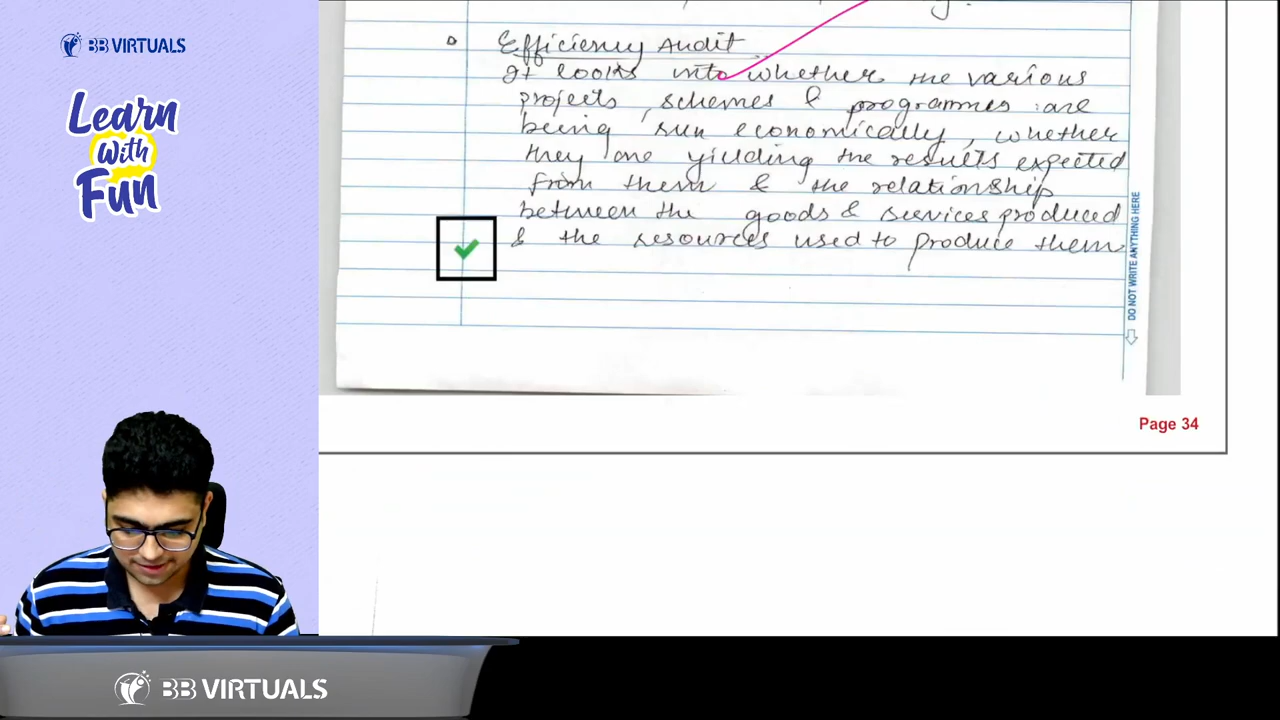 BB VIRTUALS
Learn
With
Fun
Efficiency Audit
It looks into whether the various
projects, schemes & programmes are
being run economically, whether
they are yielding the results expected
from them & the relationship
between the goods & services produced
& the resources used to produce them
DO NOT WRITE ANYTHING HERE
Page 34
BB VIRTUALS